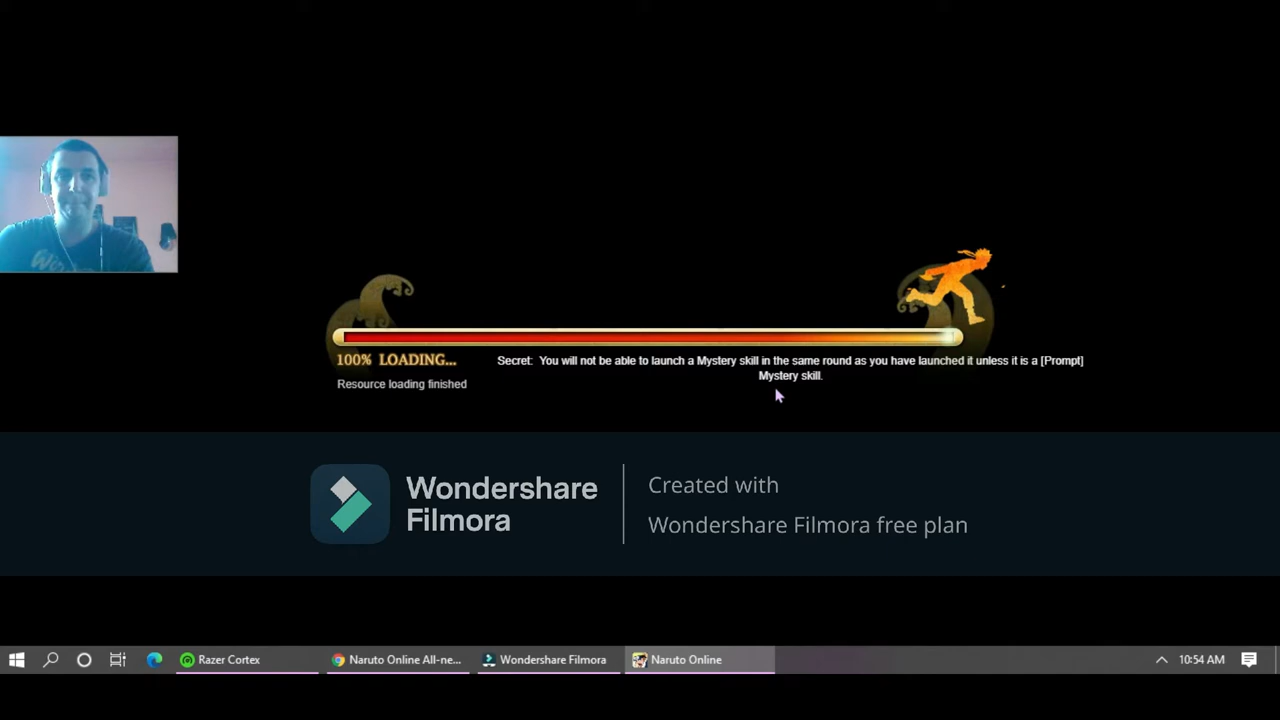 100% LOADING...
Secret: You will not be able to launch a Mystery skill in the same round as you have launched it unless it is a [Prompt]
Mystery skill.
Resource loading finished
Wondershare
Filmora
Created with
Wondershare Filmora free plan
Razer Cortex
Naruto Online All-ne...
Wondershare Filmora
Naruto Online
10:54 AM